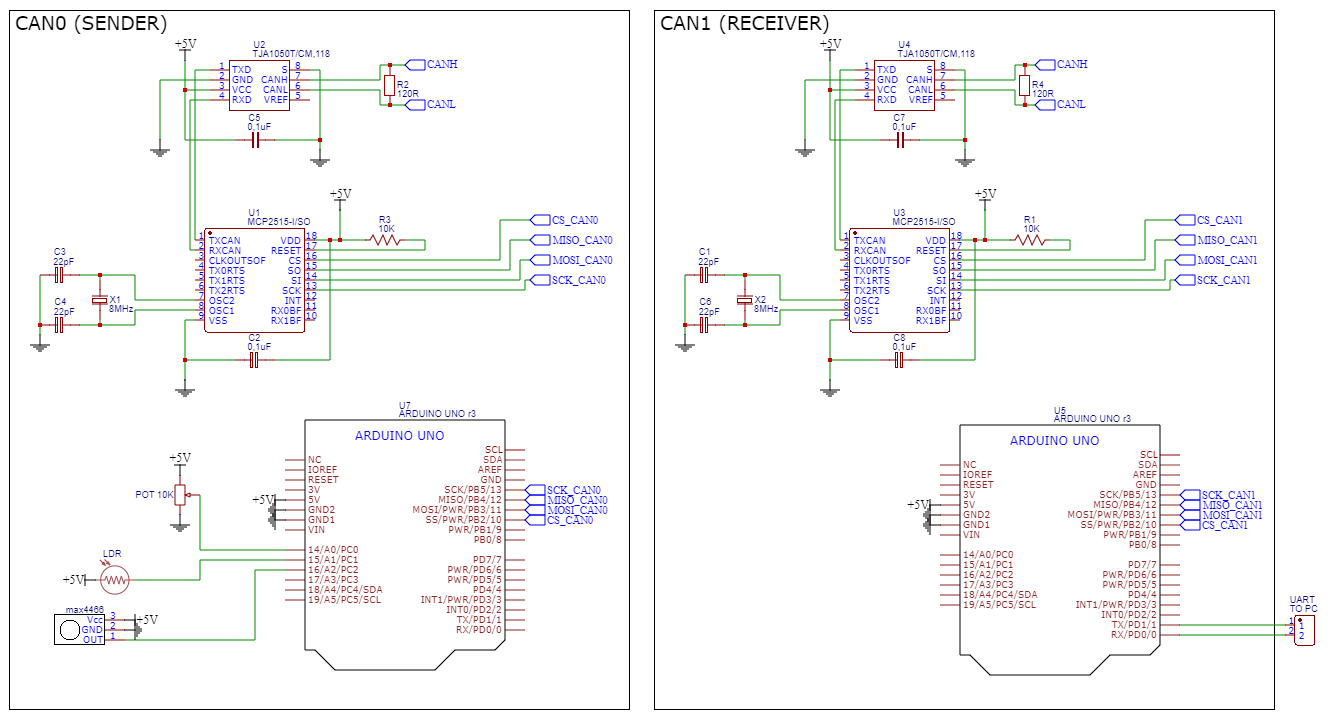 CAN0 (SENDER)
+5V
U2
TJA1050T/CM,118
1 TXD S 8
2 GND CANH 7
3 VCC CANL 6
4 RXD VREF 5
CANH
R2
120R
CANL
C5
0,1uF
+5V
U1
MCP2515-I/SO
R3
10K
1 TXCAN VDD 18
2 RXCAN RESET 17
3 CLKOUTSOF CS 16
4 TX0RTS SO 15
5 TX1RTS SI 14
6 TX2RTS SCK 13
7 OSC2 INT 12
8 OSC1 RX0BF 11
9 VSS RX1BF 10
CS_CAN0
MISO_CAN0
MOSI_CAN0
SCK_CAN0
C3
22pF
C4
22pF
X1
8MHz
C2
0,1uF
U7
ARDUINO UNO r3
ARDUINO UNO
NC
IOREF
RESET
3V
5V
GND2
GND1
VIN
14/A0/PC0
15/A1/PC1
16/A2/PC2
17/A3/PC3
18/A4/PC4/SDA
19/A5/PC5/SCL
SCL
SDA
AREF
GND
SCK/PB5/13
MISO/PB4/12
MOSI/PWR/PB3/11
SS/PWR/PB2/10
PWR/PB1/9
PB0/8
PD7/7
PWR/PD6/6
PWR/PD5/5
PD4/4
INT1/PWR/PD3/3
INT0/PD2/2
TX/PD1/1
RX/PD0/0
SCK_CAN0
MISO_CAN0
MOSI_CAN0
CS_CAN0
+5V
+5V
POT 10K
LDR
+5V
max4466
Vcc 3
GND 2
OUT 1
+5V
CAN1 (RECEIVER)
+5V
U4
TJA1050T/CM,118
1 TXD S 8
2 GND CANH 7
3 VCC CANL 6
4 RXD VREF 5
CANH
R4
120R
CANL
C7
0,1uF
+5V
U3
MCP2515-I/SO
R1
10K
1 TXCAN VDD 18
2 RXCAN RESET 17
3 CLKOUTSOF CS 16
4 TX0RTS SO 15
5 TX1RTS SI 14
6 TX2RTS SCK 13
7 OSC2 INT 12
8 OSC1 RX0BF 11
9 VSS RX1BF 10
CS_CAN1
MISO_CAN1
MOSI_CAN1
SCK_CAN1
C1
22pF
C6
22pF
X2
8MHz
C8
0,1uF
U5
ARDUINO UNO r3
ARDUINO UNO
NC
IOREF
RESET
3V
5V
GND2
GND1
VIN
14/A0/PC0
15/A1/PC1
16/A2/PC2
17/A3/PC3
18/A4/PC4/SDA
19/A5/PC5/SCL
SCL
SDA
AREF
GND
SCK/PB5/13
MISO/PB4/12
MOSI/PWR/PB3/11
SS/PWR/PB2/10
PWR/PB1/9
PB0/8
PD7/7
PWR/PD6/6
PWR/PD5/5
PD4/4
INT1/PWR/PD3/3
INT0/PD2/2
TX/PD1/1
RX/PD0/0
SCK_CAN1
MISO_CAN1
MOSI_CAN1
CS_CAN1
+5V
UART
TO PC
1 1
2 2